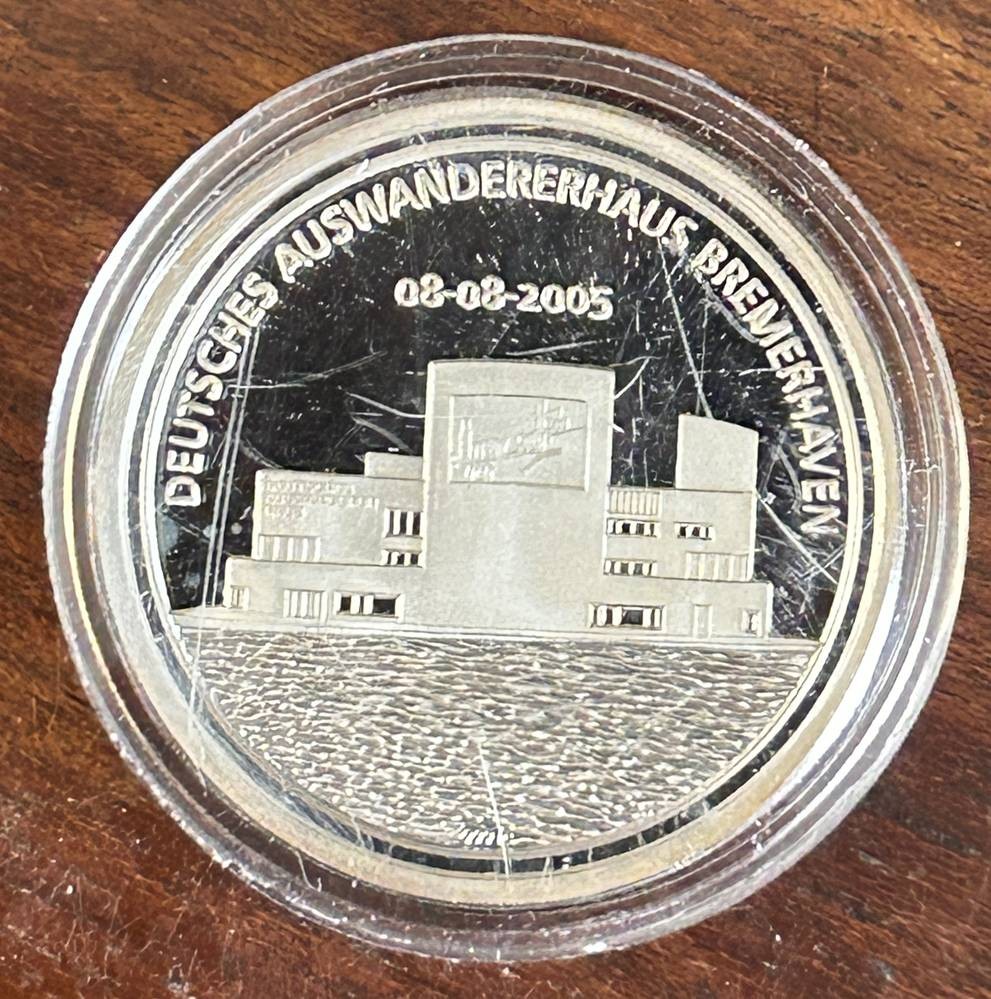 DEUTSCHES AUSWANDERERHAUS BREMERHAVEN
08-08-2005